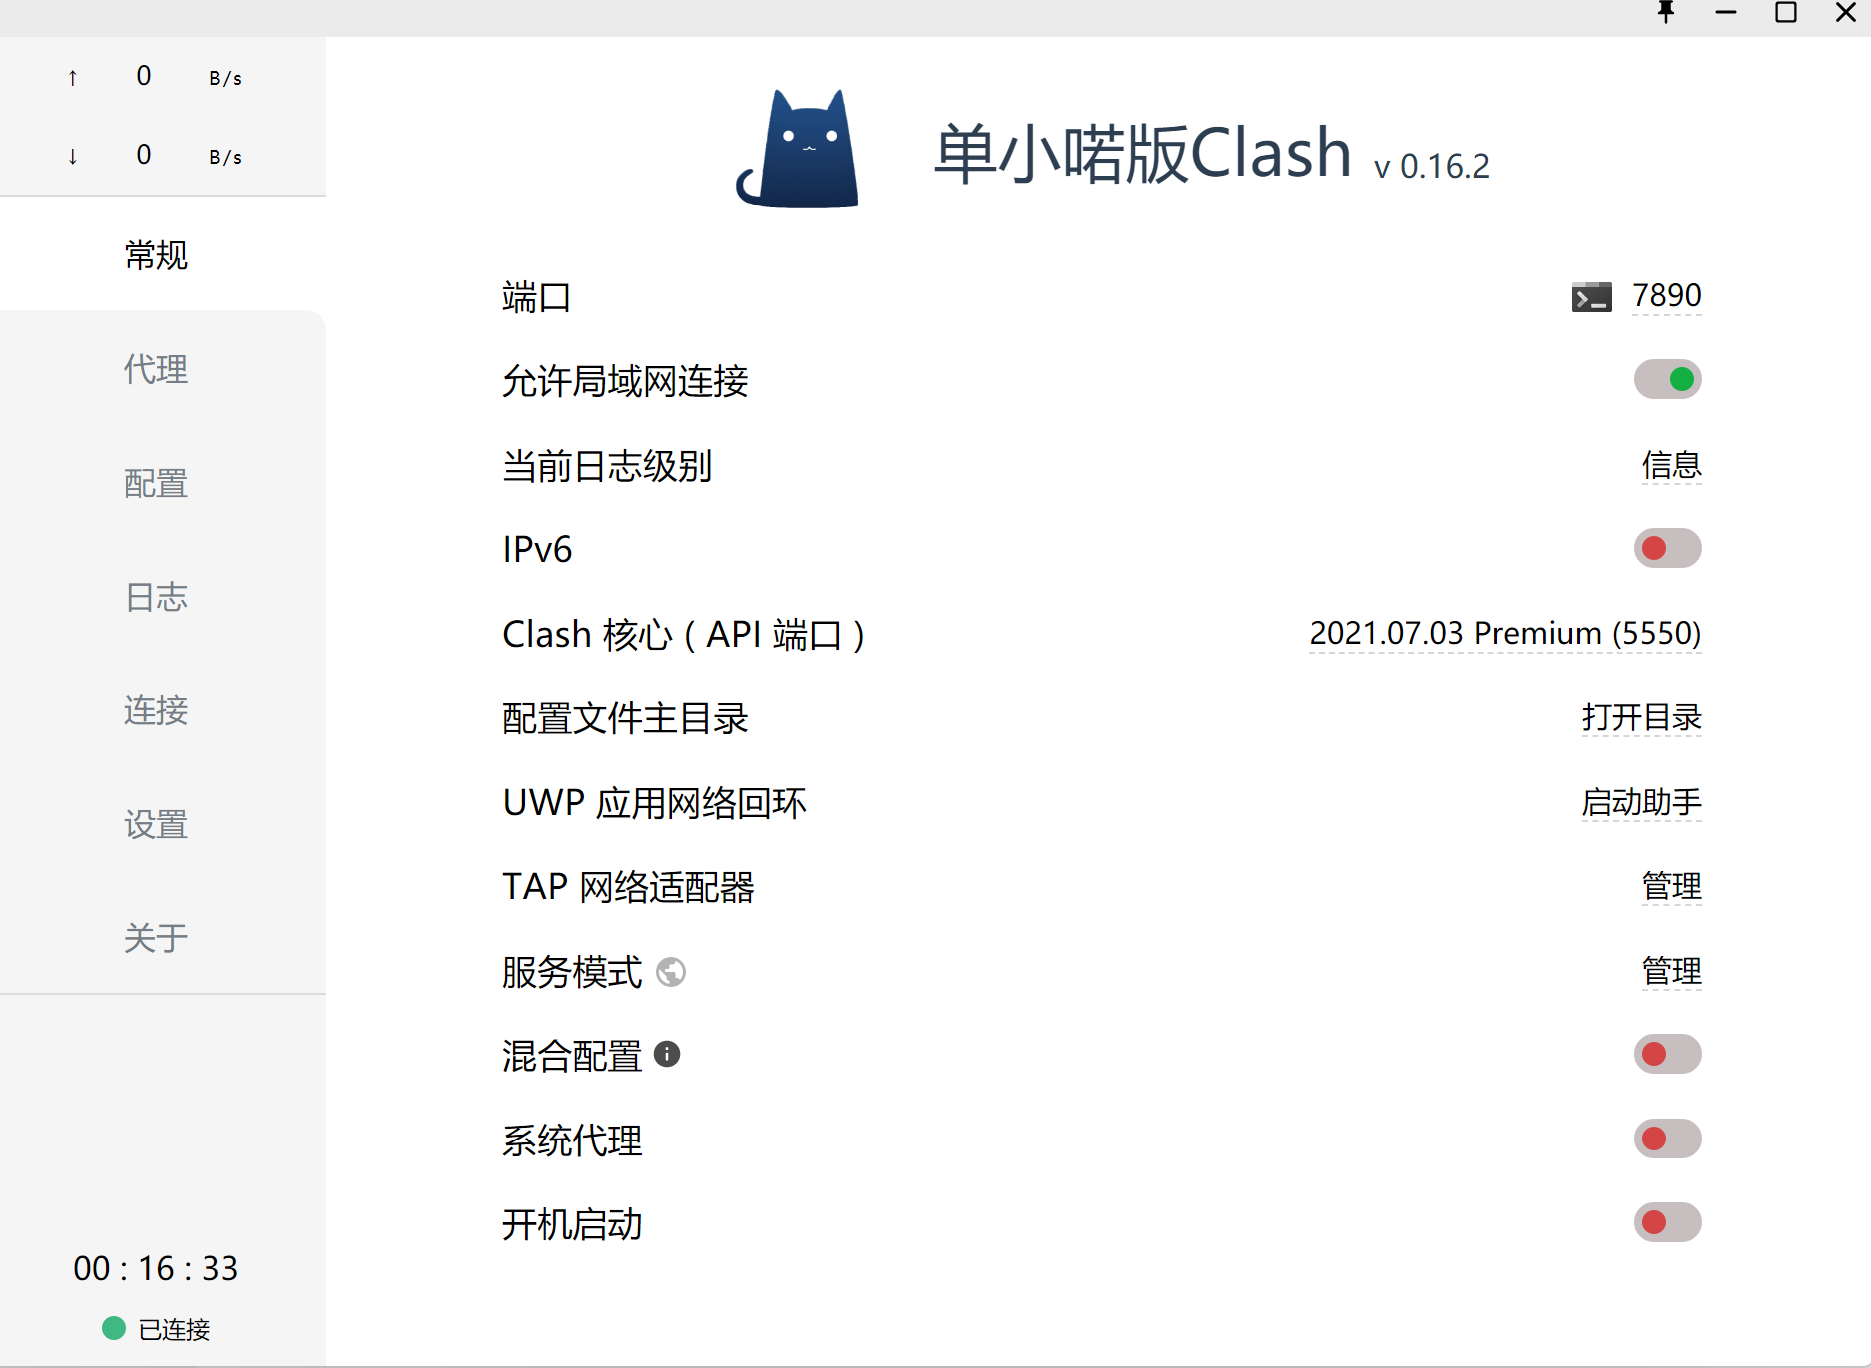 ↑ 0 B/s
↓ 0 B/s
常规
代理
配置
日志
连接
设置
关于
00 : 16 : 33
已连接
单小喏版Clash v 0.16.2
端口 7890
允许局域网连接
当前日志级别 信息
IPv6
Clash 核心 ( API 端口 ) 2021.07.03 Premium (5550)
配置文件主目录 打开目录
UWP 应用网络回环 启动助手
TAP 网络适配器 管理
服务模式 管理
混合配置
系统代理
开机启动